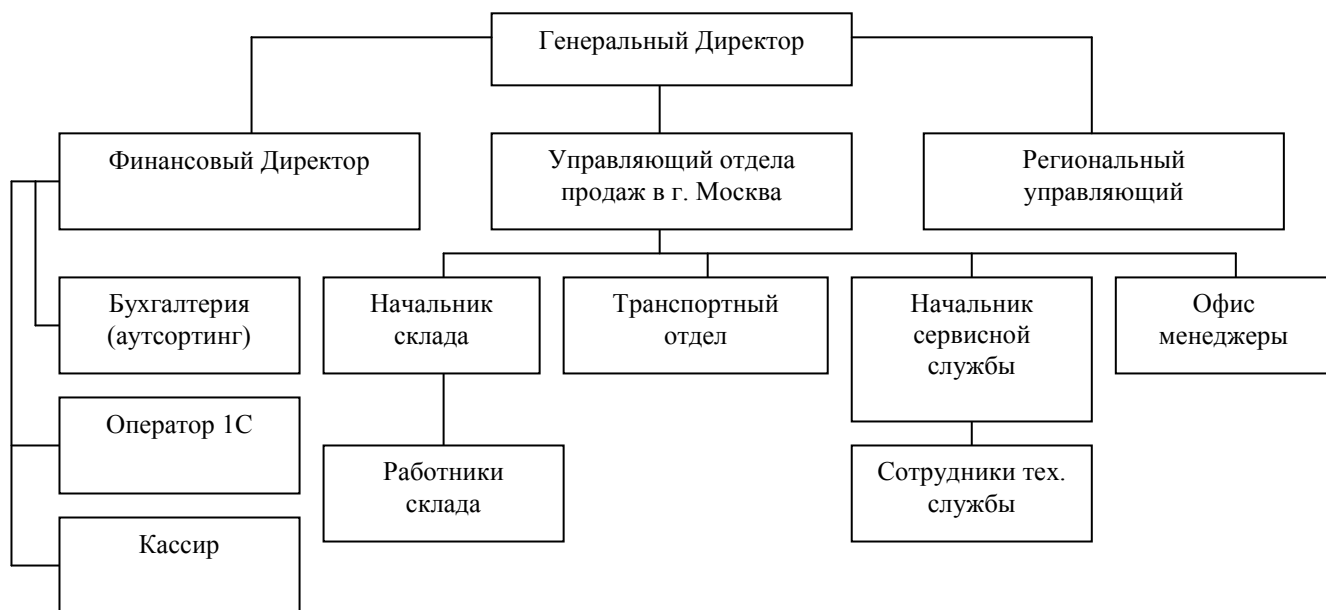 Генеральный Директор
Финансовый Директор
Управляющий отдела
продаж в г. Москва
Региональный
управляющий
Бухгалтерия
(аутсортинг)
Начальник
склада
Транспортный
отдел
Начальник
сервисной
службы
Офис
менеджеры
Оператор 1С
Работники
склада
Сотрудники тех.
службы
Кассир